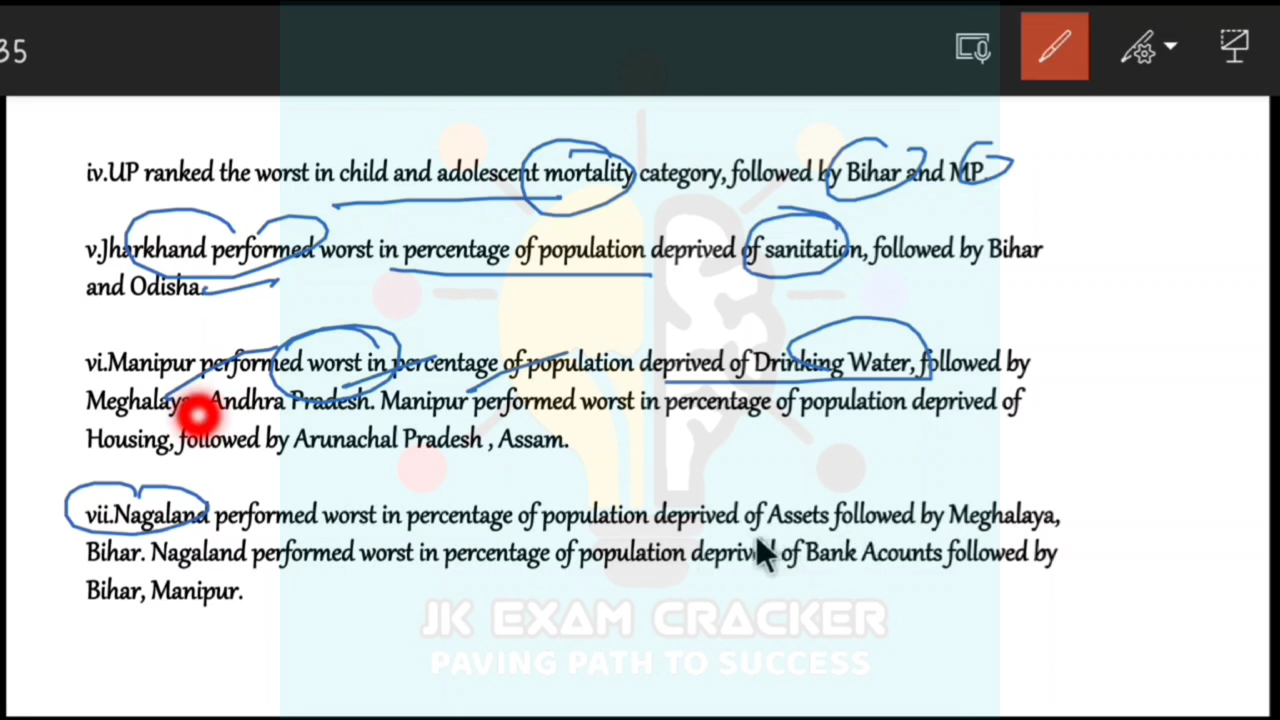 35
iv.UP ranked the worst in child and adolescent mortality category, followed by Bihar and MP.
v.Jharkhand performed worst in percentage of population deprived of sanitation, followed by Bihar
and Odisha.
vi.Manipur performed worst in percentage of population deprived of Drinking Water, followed by
Meghalaya, Andhra Pradesh. Manipur performed worst in percentage of population deprived of
Housing, followed by Arunachal Pradesh , Assam.
vii.Nagaland performed worst in percentage of population deprived of Assets followed by Meghalaya,
Bihar. Nagaland performed worst in percentage of population deprived of Bank Acounts followed by
Bihar, Manipur.
JK EXAM CRACKER
PAVING PATH TO SUCCESS